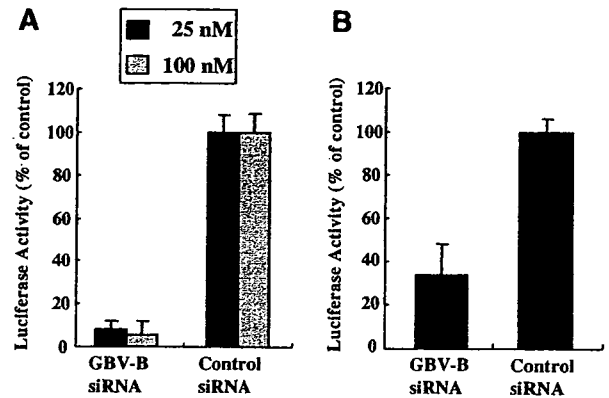 A
25 nM
100 nM
Luciferase Activity (% of control)
120
100
80
60
40
20
0
GBV-B
siRNA
Control
siRNA
B
Luciferase Activity (% of control)
120
100
80
60
40
20
0
GBV-B
siRNA
Control
siRNA